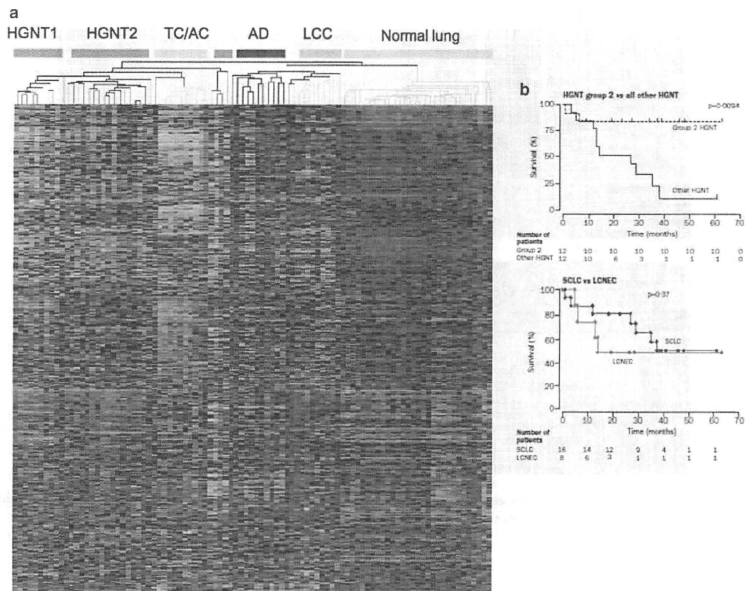 a
HGNT1 HGNT2 TC/AC AD LCC Normal lung
b
HGNT group 2 vs all other HGNT
p=0·0094
100
75
50
25
0
Survival (%)
Group 2 HGNT
Other HGNT
0 10 20 30 40 50 60 70
Time (months)
Number of
patients
Group 2 12 10 10 10 10 10 10 0
Other HGNT 12 10 6 3 1 1 1 0
SCLC vs LCNEC
p=0·37
100
80
60
40
20
0
Survival (%)
SCLC
LCNEC
0 10 20 30 40 50 60 70
Time (months)
Number of
patients
SCLC 16 14 12 9 4 1 1
LCNEC 8 6 3 1 1 1 1